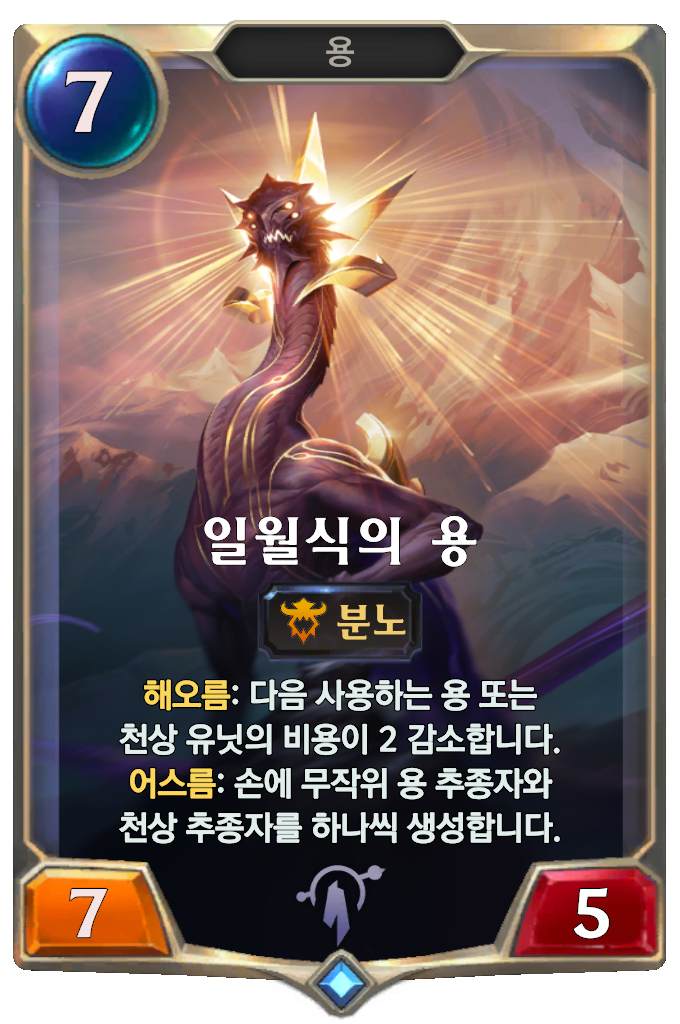 용
7
일월식의 용
분노
해오름: 다음 사용하는 용 또는
천상 유닛의 비용이 2 감소합니다.
어스름: 손에 무작위 용 추종자와
천상 추종자를 하나씩 생성합니다.
7
5